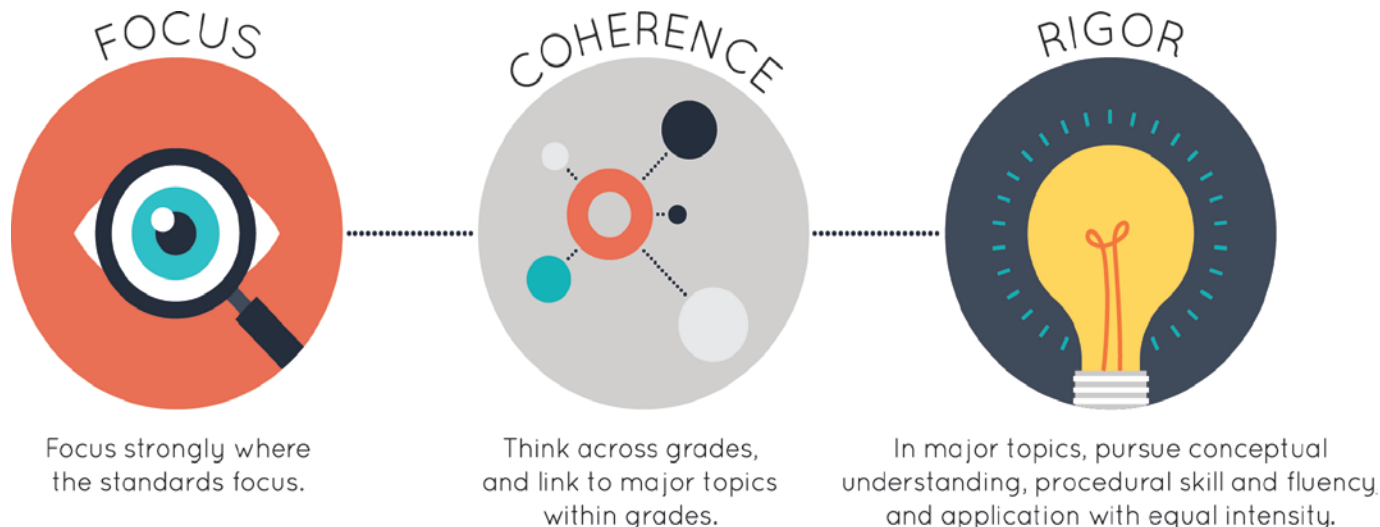 FOCUS
Focus strongly where
the standards focus.
COHERENCE
Think across grades,
and link to major topics
within grades.
RIGOR
In major topics, pursue conceptual
understanding, procedural skill and fluency,
and application with equal intensity.